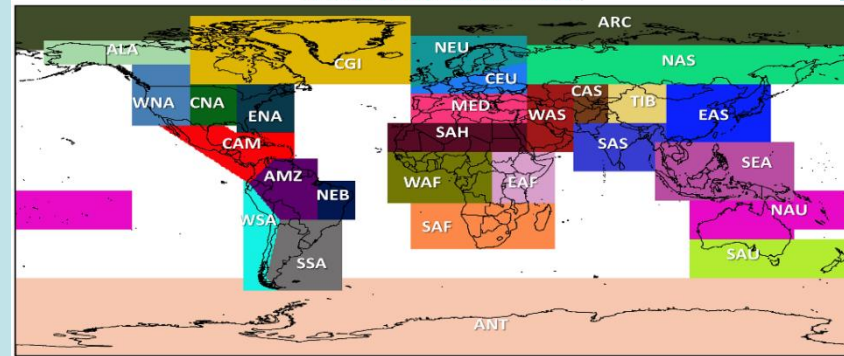 ARC
ALA
CGI
NEU
NAS
CEU
WNA
CNA
ENA
MED
WAS
CAS
TIB
EAS
SAH
CAM
SAS
SEA
AMZ
NEB
WAF
EAF
NAU
WSA
SAF
SSA
SAU
ANT